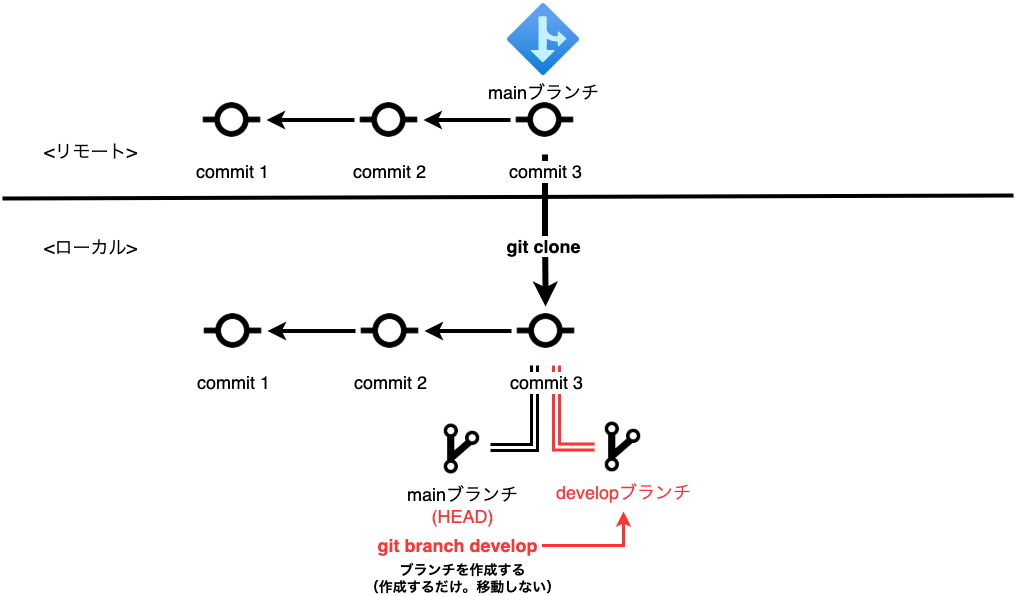 mainブランチ
<リモート>
commit 1
commit 2
commit 3
<ローカル>
git clone
commit 1
commit 2
commit 3
mainブランチ
(HEAD)
developブランチ
git branch develop
ブランチを作成する
（作成するだけ。移動しない）